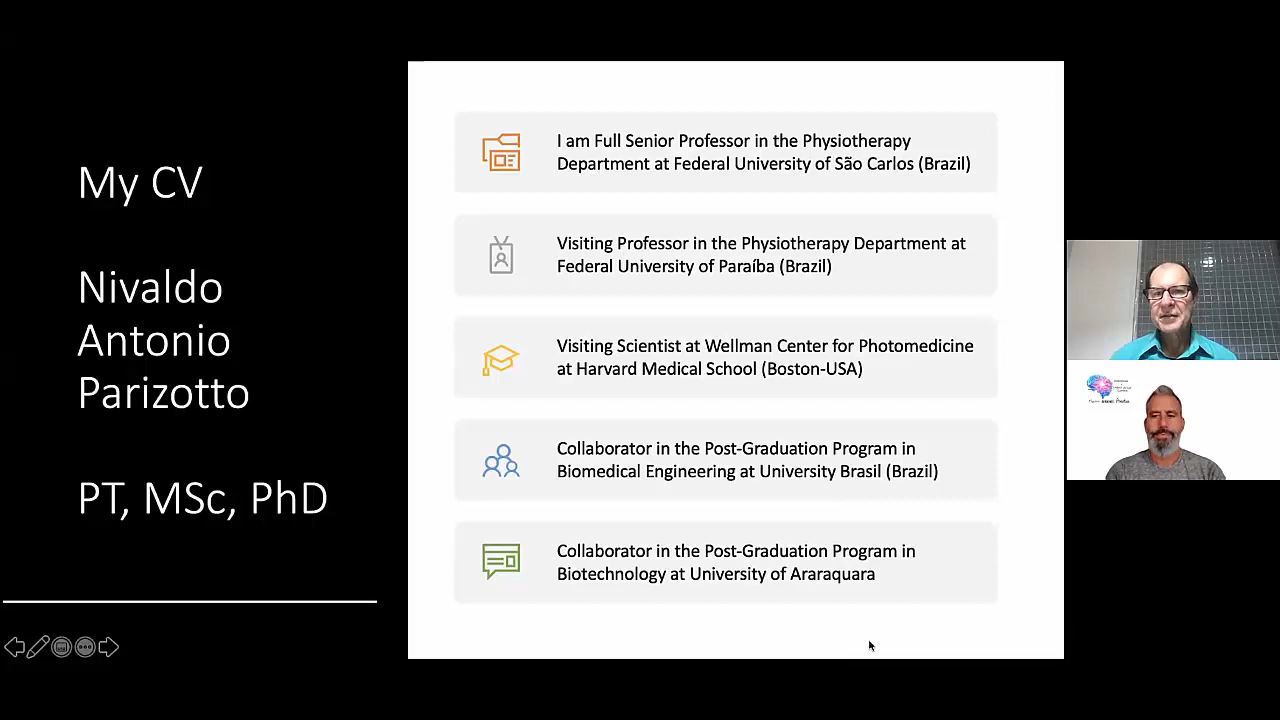 My CV
Nivaldo
Antonio
Parizotto
PT, MSc, PhD
I am Full Senior Professor in the Physiotherapy
Department at Federal University of São Carlos (Brazil)
Visiting Professor in the Physiotherapy Department at
Federal University of Paraíba (Brazil)
Visiting Scientist at Wellman Center for Photomedicine
at Harvard Medical School (Boston-USA)
Collaborator in the Post-Graduation Program in
Biomedical Engineering at University Brasil (Brazil)
Collaborator in the Post-Graduation Program in
Biotechnology at University of Araraquara